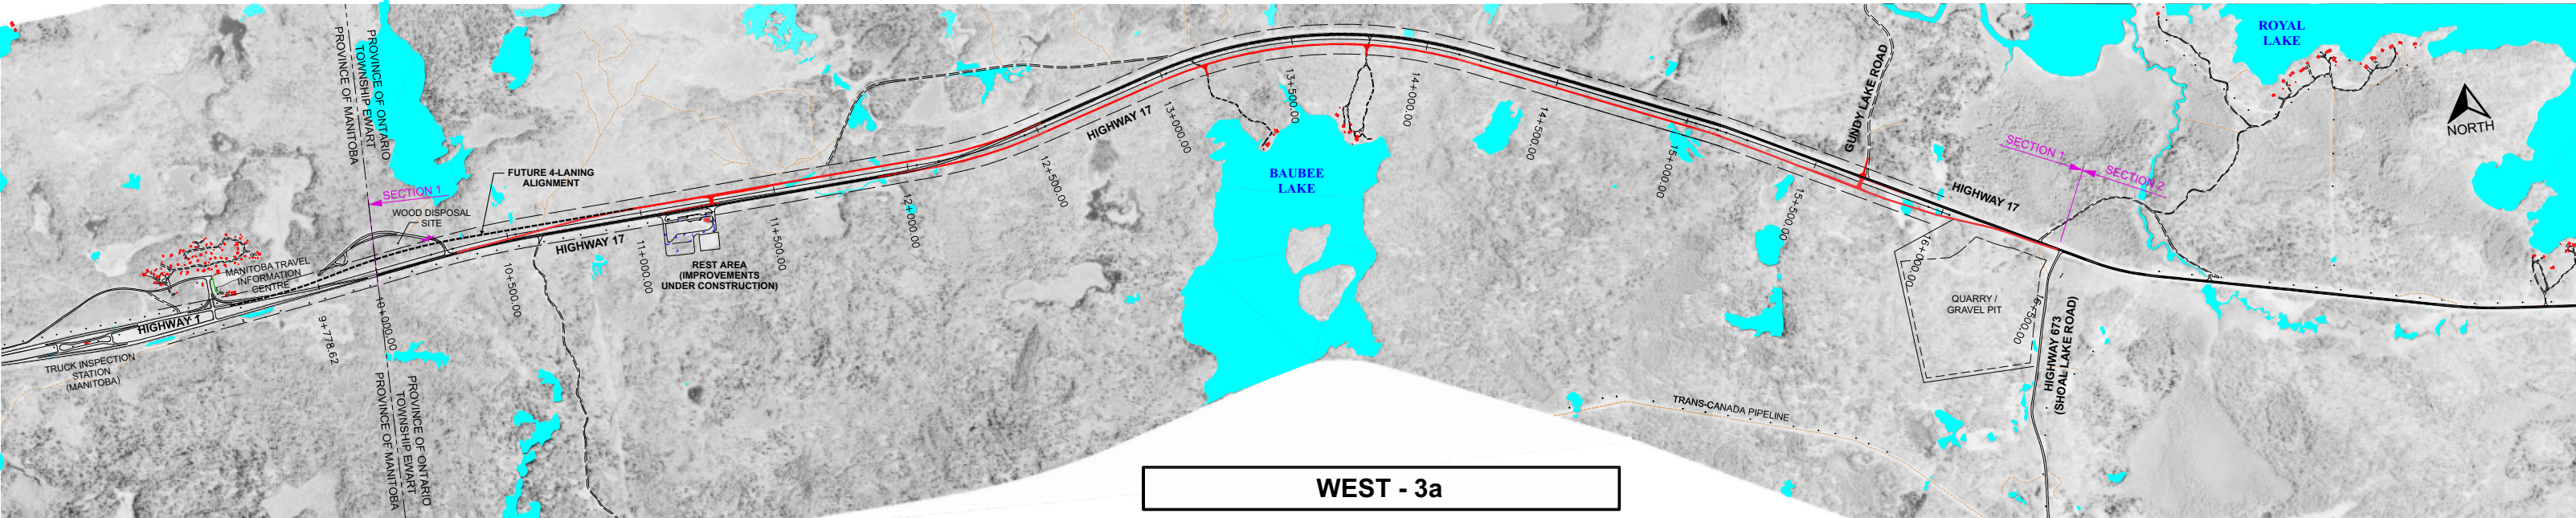 PROVINCE OF ONTARIO
TOWNSHIP EWART
PROVINCE OF MANITOBA
SECTION 1
WOOD DISPOSAL
SITE
FUTURE 4-LANING
ALIGNMENT
MANITOBA TRAVEL
INFORMATION
CENTRE
HIGHWAY 1
TRUCK INSPECTION
STATION
(MANITOBA)
9+778.62
10+000.00
PROVINCE OF ONTARIO
TOWNSHIP EWART
PROVINCE OF MANITOBA
10+500.00
HIGHWAY 17
11+000.00
REST AREA
(IMPROVEMENTS
UNDER CONSTRUCTION)
11+500.00
12+000.00
12+500.00
HIGHWAY 17
13+000.00
13+500.00
BAUBEE
LAKE
14+000.00
14+500.00
15+000.00
15+500.00
GUNDY LAKE ROAD
HIGHWAY 17
16+000.00
QUARRY /
GRAVEL PIT
16+500.00
HIGHWAY 673
(SHOAL LAKE ROAD)
SECTION 1
SECTION 2
ROYAL
LAKE
NORTH
TRANS-CANADA PIPELINE
WEST - 3a